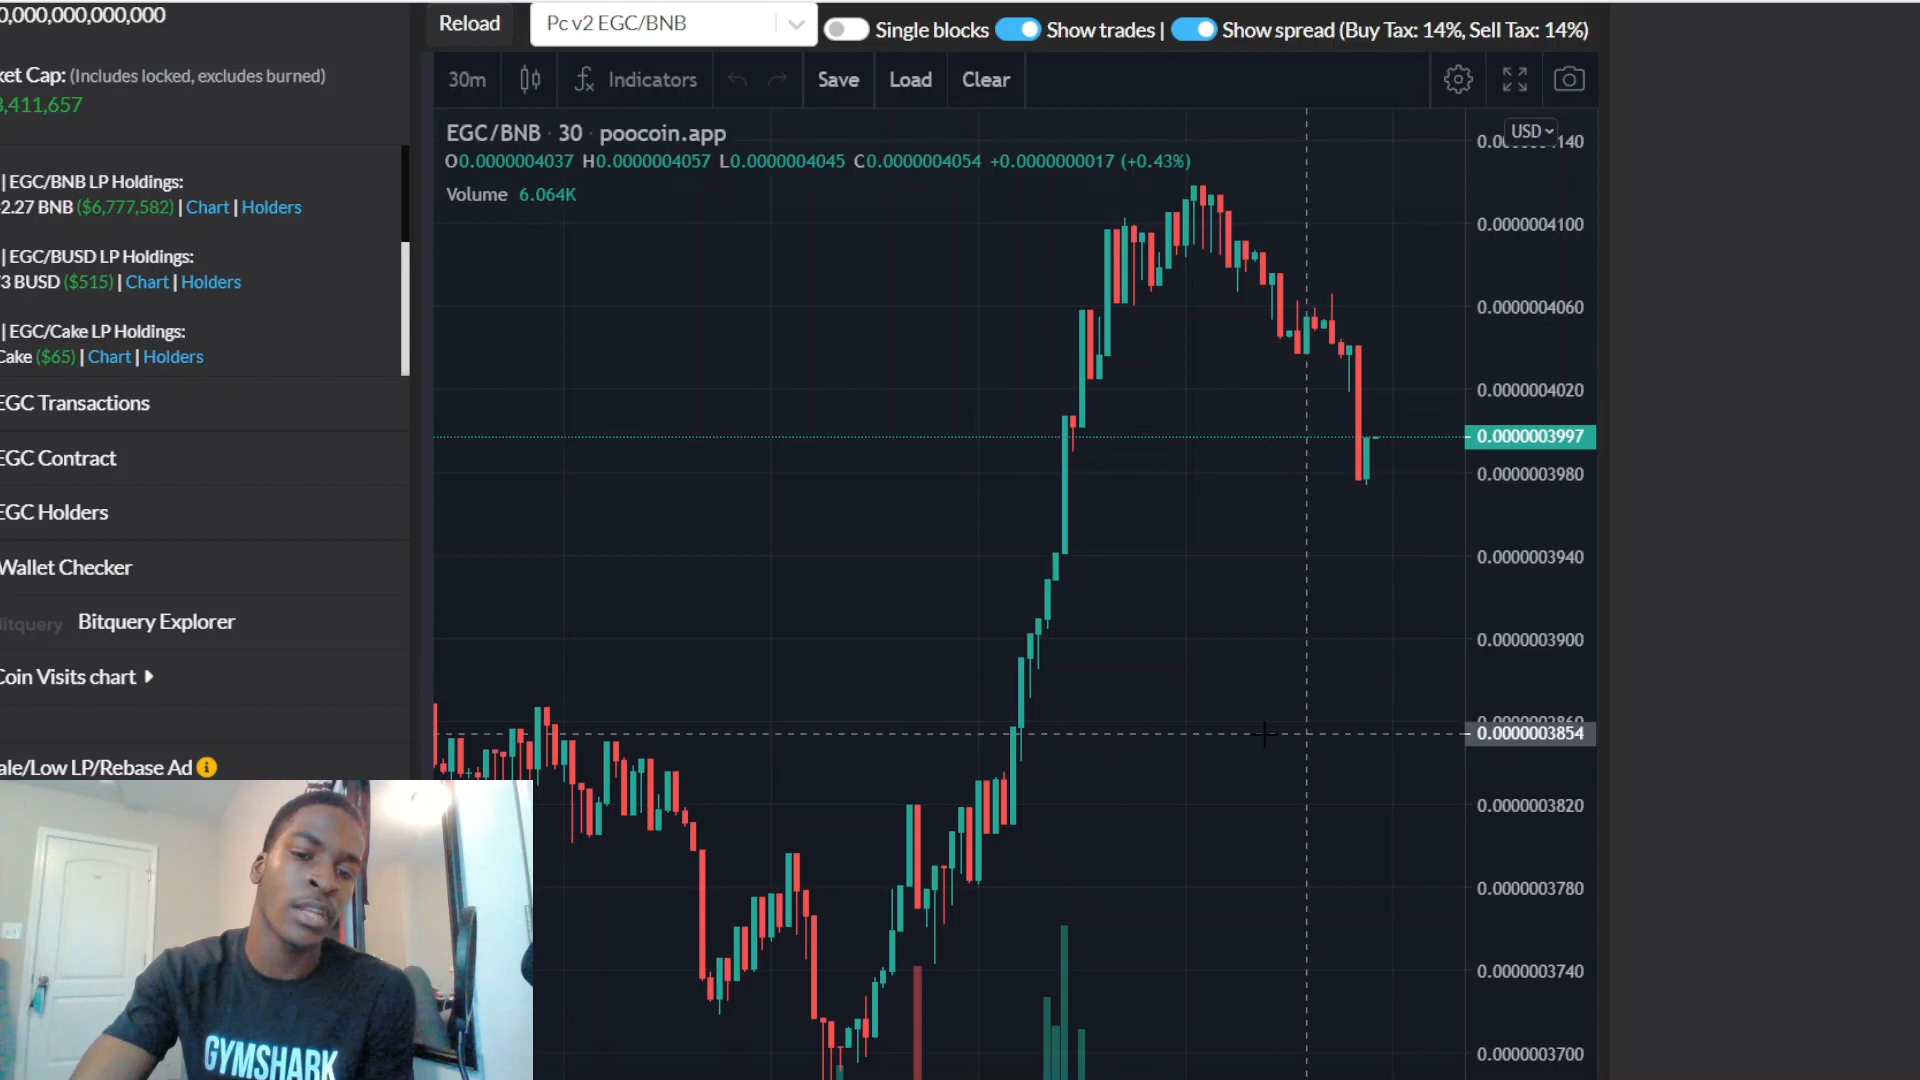 0,000,000,000,000
ket Cap: (Includes locked, excludes burned)
3,411,657
| EGC/BNB LP Holdings:
2.27 BNB ($6,777,582) | Chart | Holders
| EGC/BUSD LP Holdings:
73 BUSD ($515) | Chart | Holders
| EGC/Cake LP Holdings:
Cake ($65) | Chart | Holders
EGC Transactions
EGC Contract
EGC Holders
Wallet Checker
Bitquery Bitquery Explorer
Coin Visits chart
ale/Low LP/Rebase Ad
Reload
Pc v2 EGC/BNB
Single blocks Show trades | Show spread (Buy Tax: 14%, Sell Tax: 14%)
30m Indicators Save Load Clear
EGC/BNB · 30 · poocoin.app
O0.0000004037 H0.0000004057 L0.0000004045 C0.0000004054 +0.0000000017 (+0.43%)
Volume 6.064K
USD
0.0000004100
0.0000004060
0.0000004020
0.0000003997
0.0000003980
0.0000003940
0.0000003900
0.0000003854
0.0000003820
0.0000003780
0.0000003740
0.0000003700
GYMSHARK